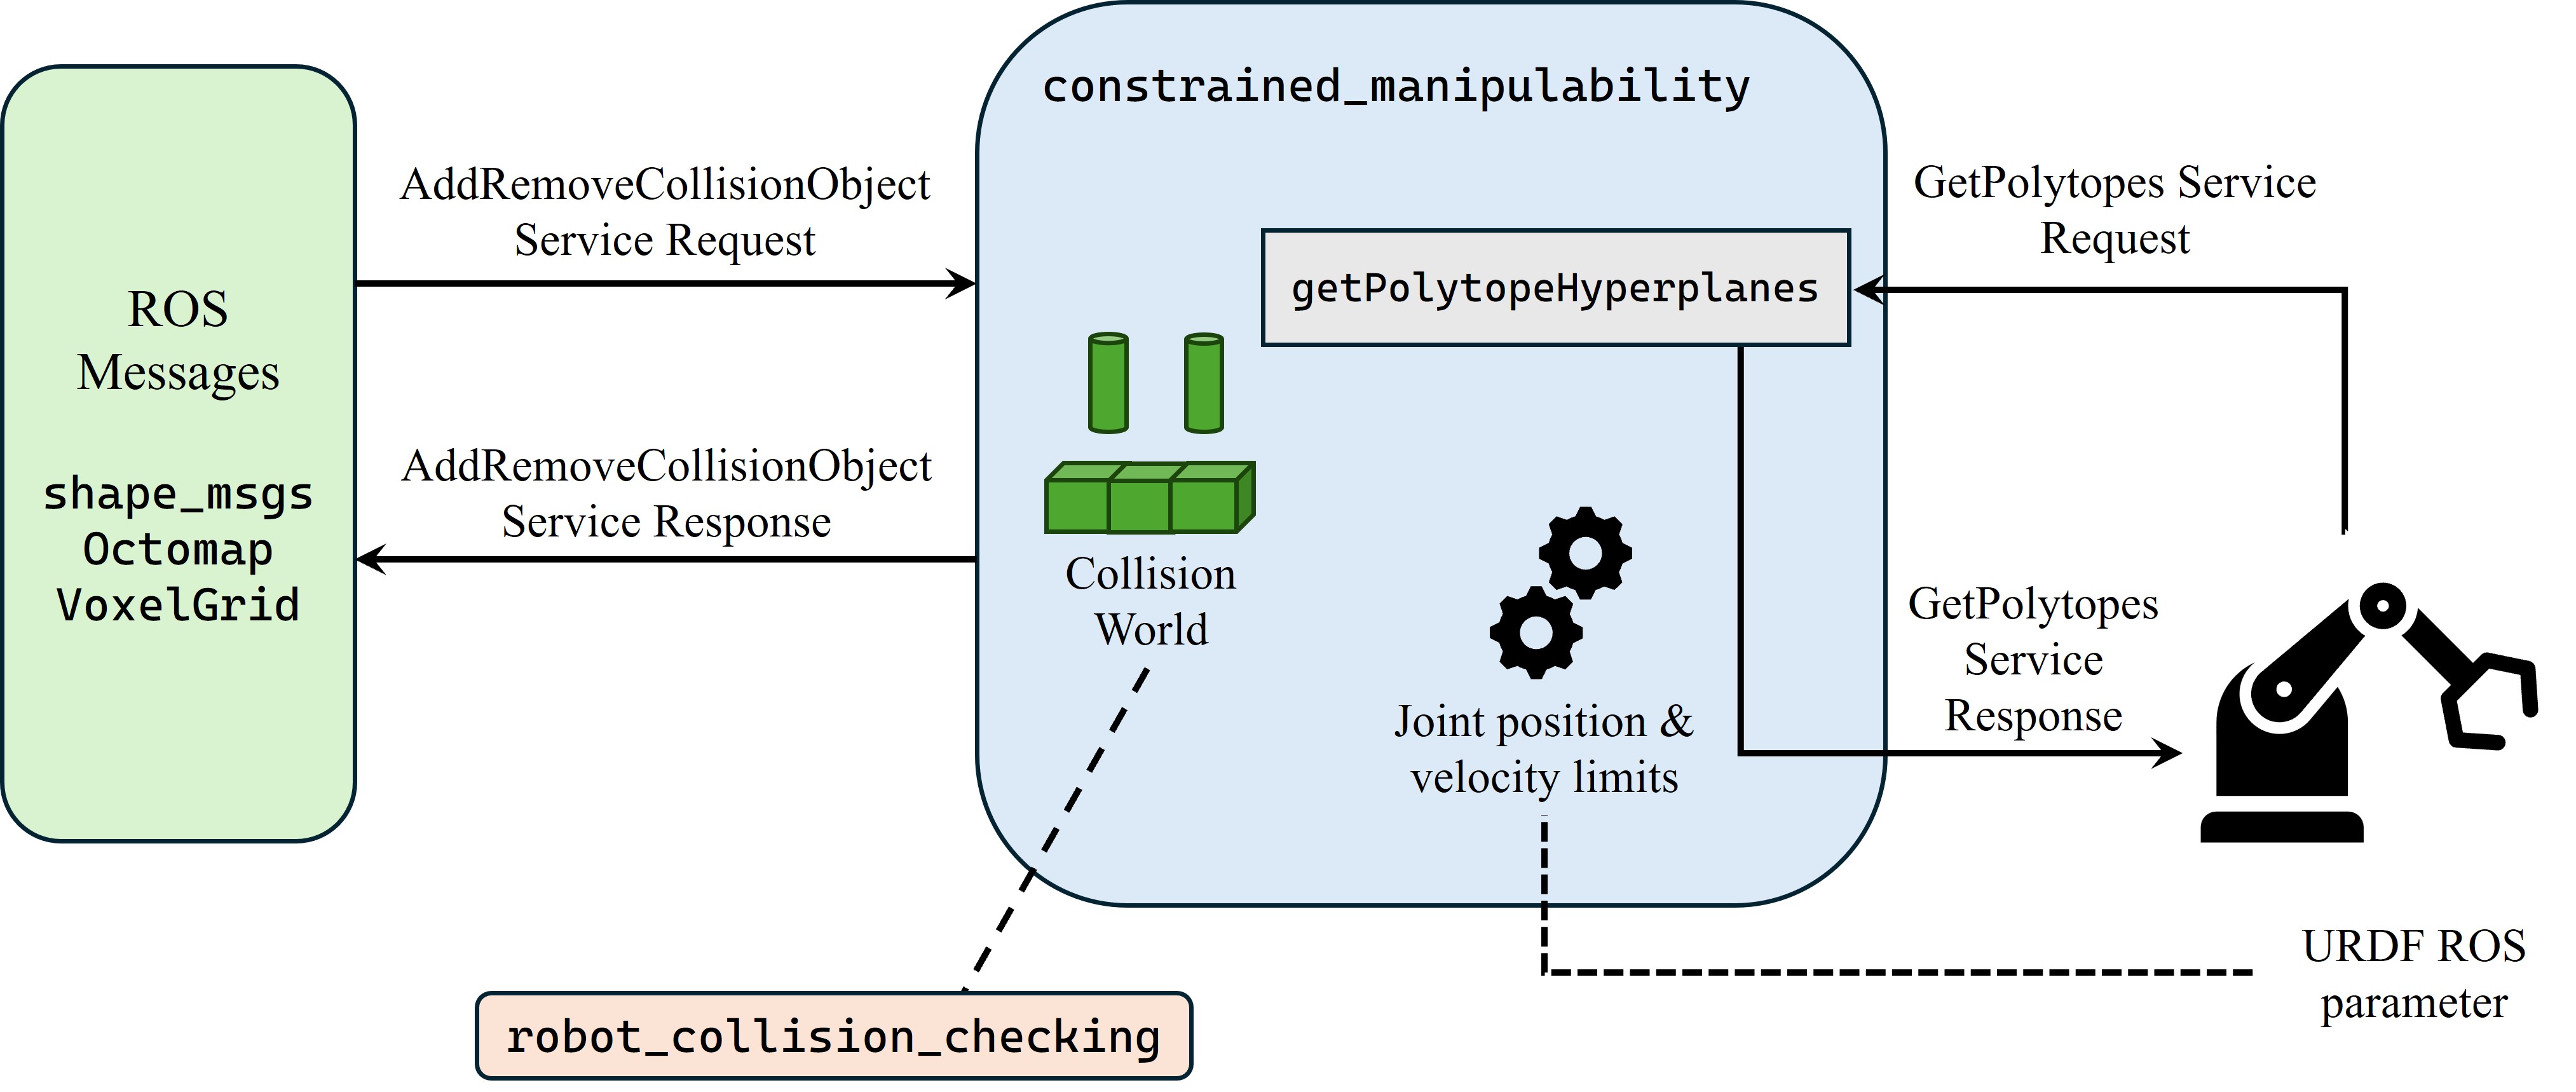 ROS
Messages
shape_msgs
Octomap
VoxelGrid
AddRemoveCollisionObject
Service Request
AddRemoveCollisionObject
Service Response
constrained_manipulability
getPolytopeHyperplanes
Collision
World
Joint position &
velocity limits
GetPolytopes Service
Request
GetPolytopes
Service
Response
URDF ROS
parameter
robot_collision_checking